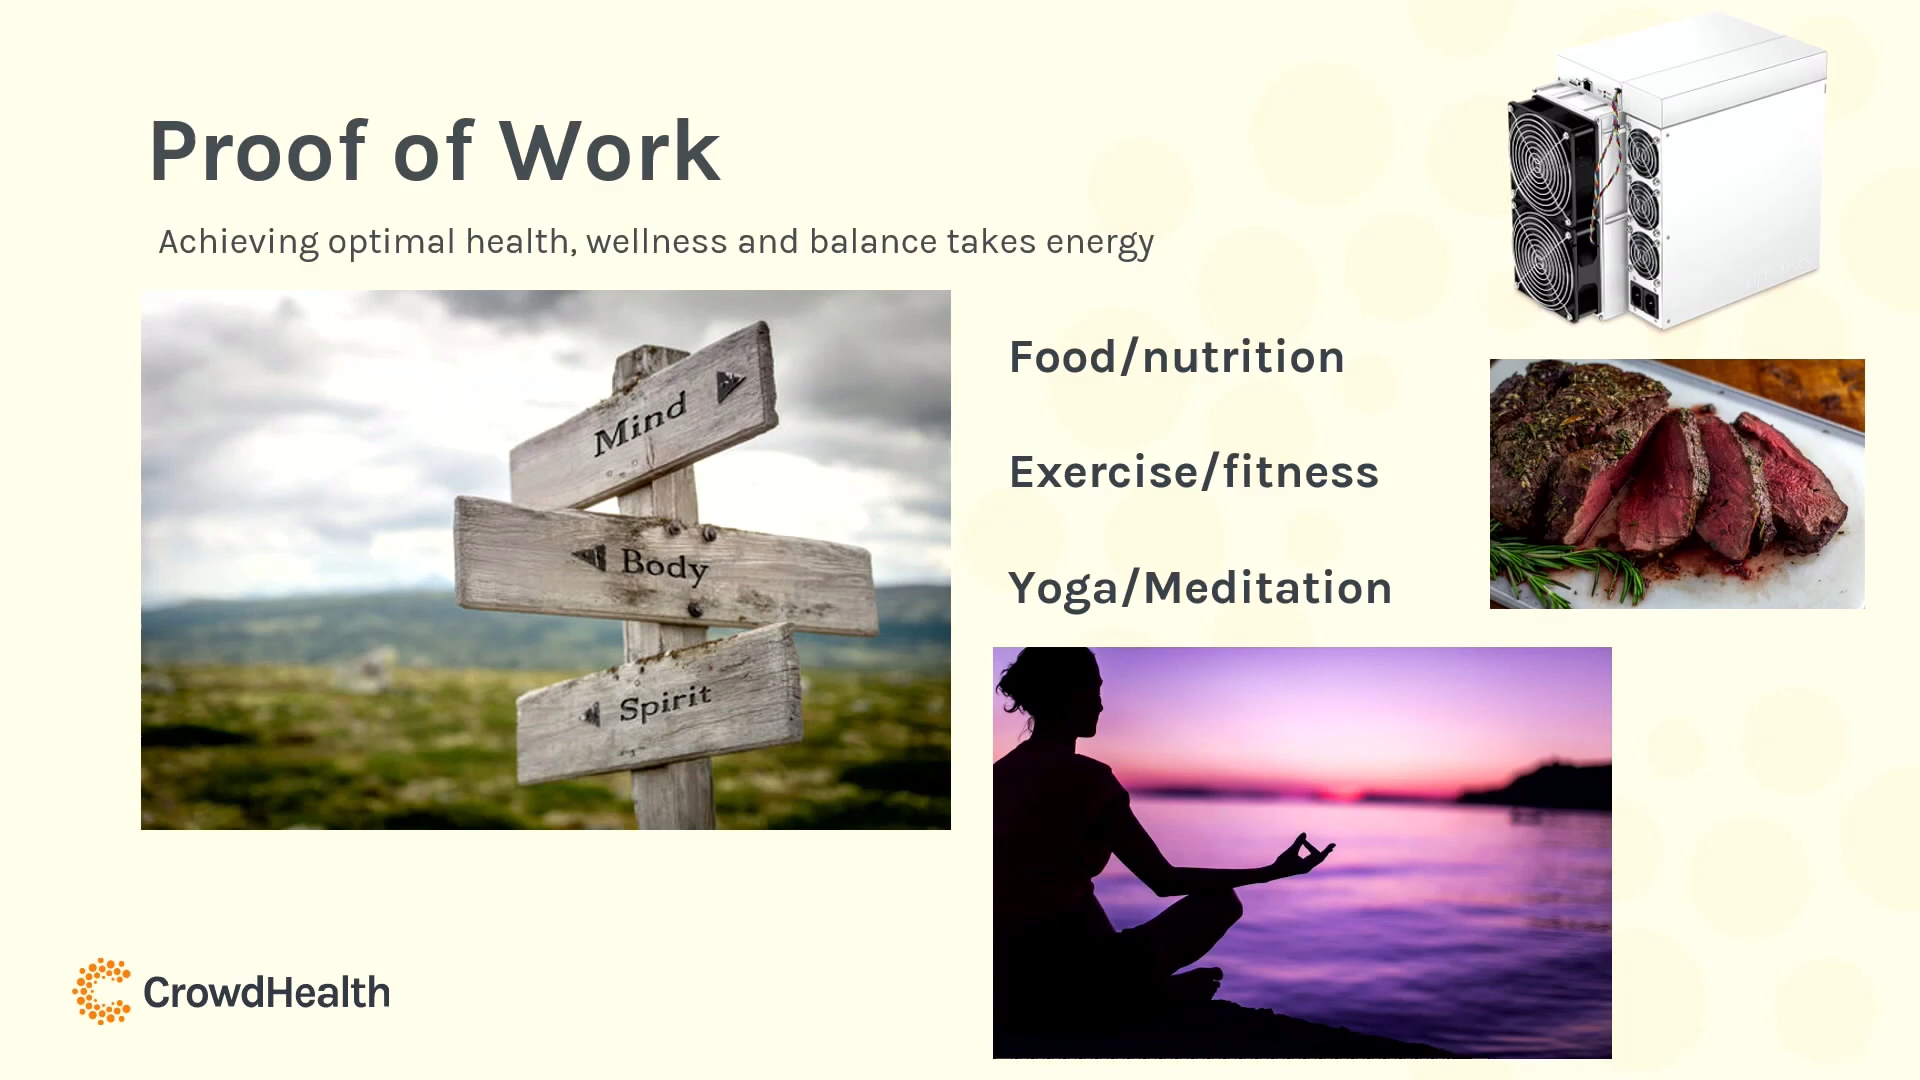 Proof of Work
Achieving optimal health, wellness and balance takes energy
Mind
Body
Spirit
Food/nutrition
Exercise/fitness
Yoga/Meditation
CrowdHealth